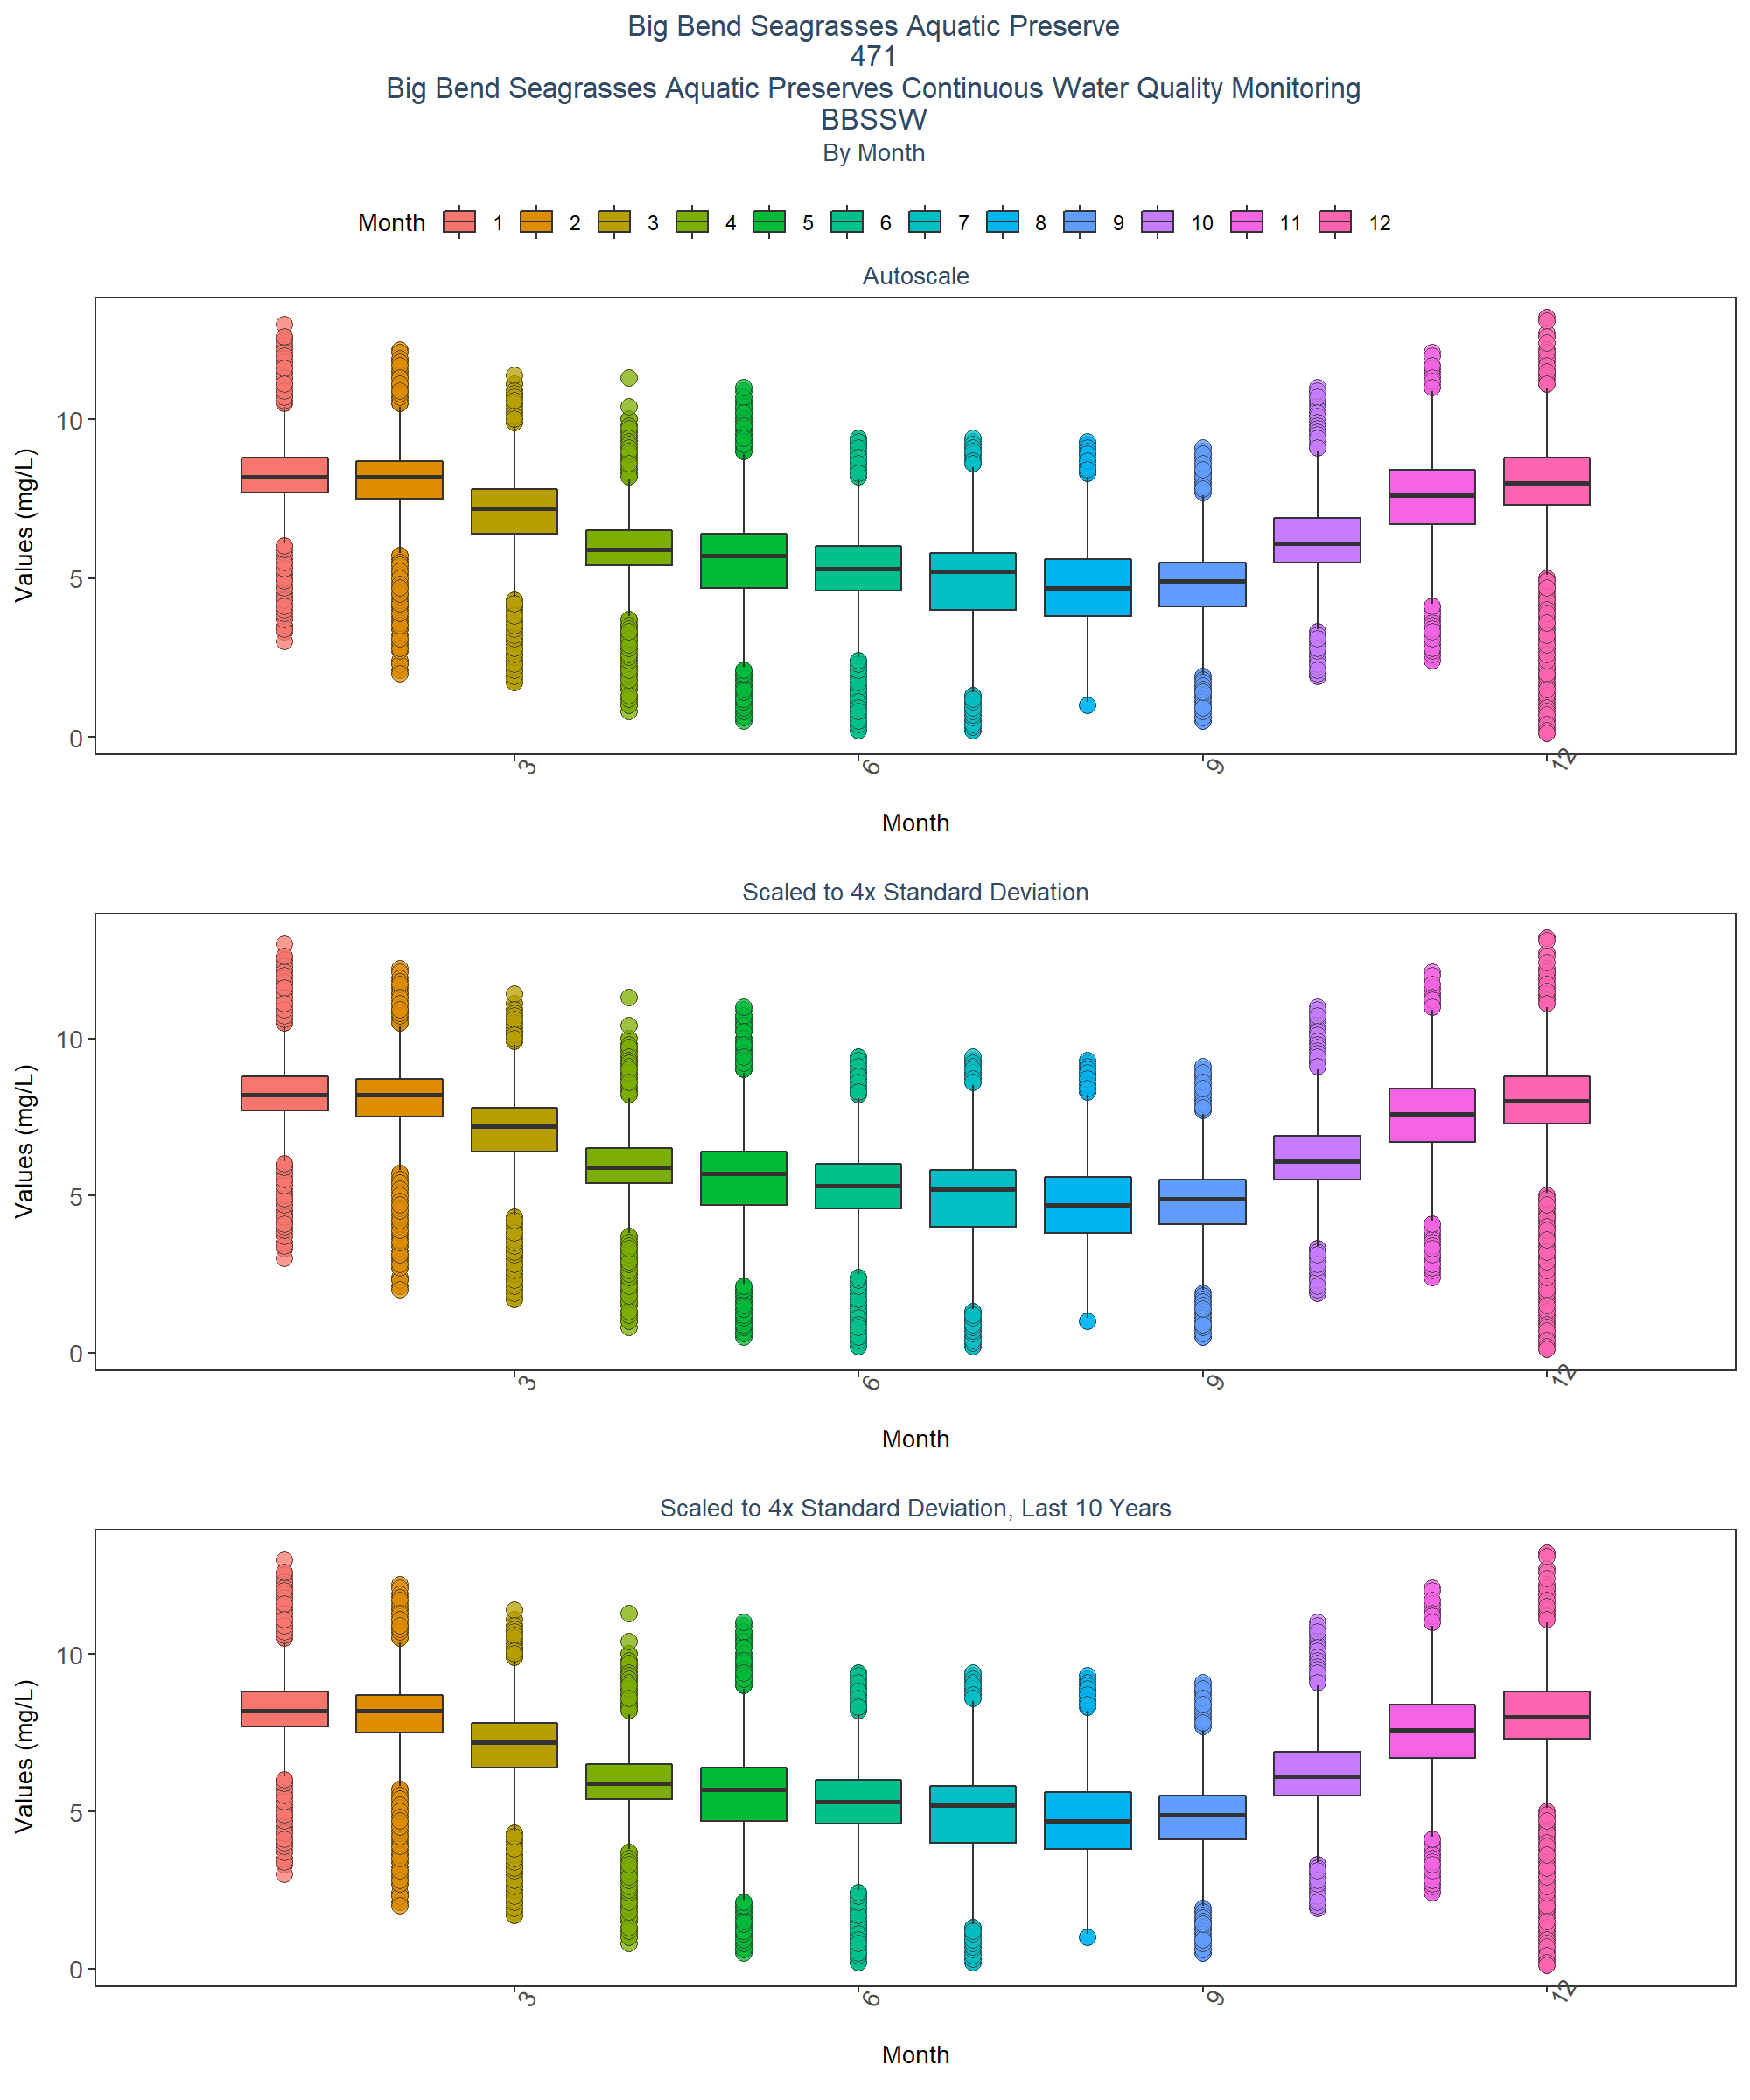 Big Bend Seagrasses Aquatic Preserve
471
Big Bend Seagrasses Aquatic Preserves Continuous Water Quality Monitoring
BBSSW
By Month
Month 1 2 3 4 5 6 7 8 9 10 11 12
Autoscale
Values (mg/L)
10
5
0
3 6 9 12
Month
Scaled to 4x Standard Deviation
Values (mg/L)
10
5
0
3 6 9 12
Month
Scaled to 4x Standard Deviation, Last 10 Years
Values (mg/L)
10
5
0
3 6 9 12
Month